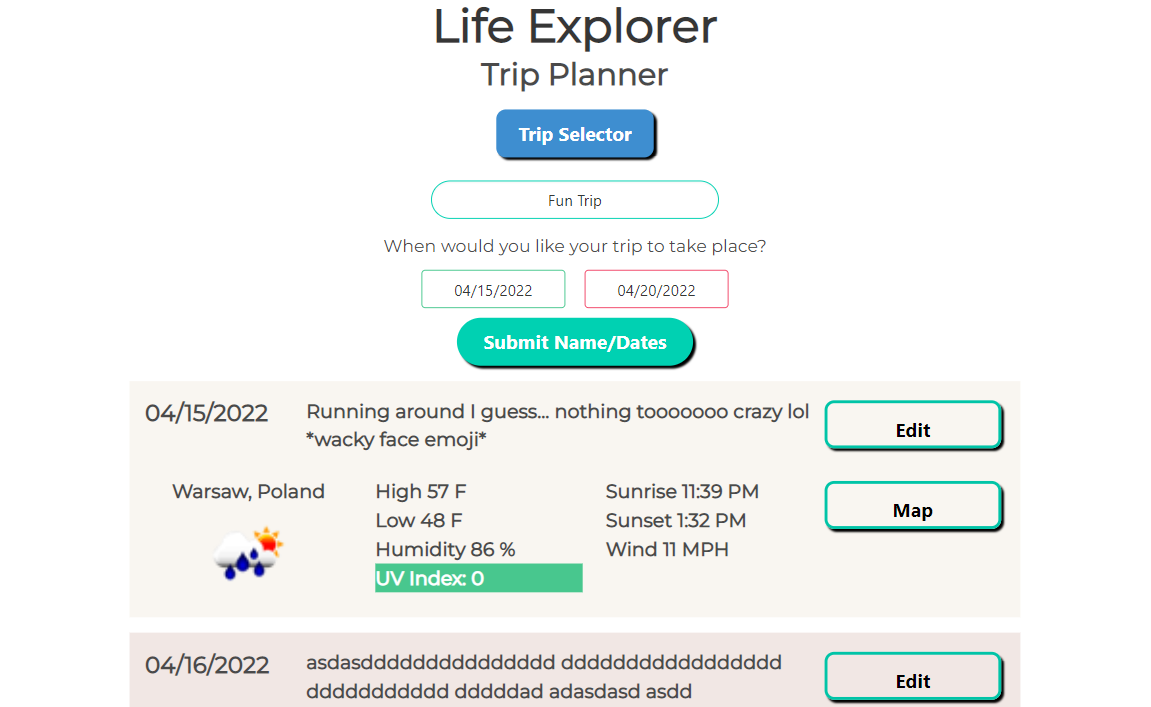 Life Explorer
Trip Planner
Trip Selector
Fun Trip
When would you like your trip to take place?
04/15/2022 04/20/2022
Submit Name/Dates
04/15/2022
Running around I guess... nothing tooooooo crazy lol
*wacky face emoji*
Edit
Warsaw, Poland
High 57 F
Low 48 F
Humidity 86 %
UV Index: 0
Sunrise 11:39 PM
Sunset 1:32 PM
Wind 11 MPH
Map
04/16/2022
asdasddddddddddddddd ddddddddddddddddd
ddddddddddd dddddad adasdasd asdd
Edit